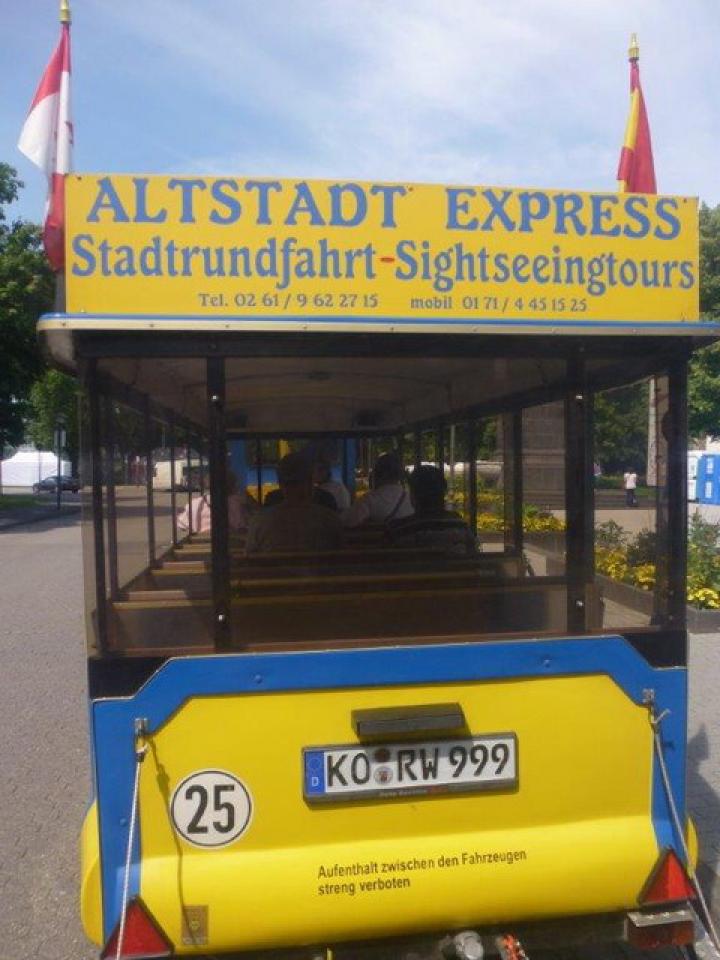 ALTSTADT EXPRESS
Stadtrundfahrt-Sightseeingtours
Tel. 02 61 / 9 62 27 15 mobil 01 71 / 4 45 15 25
D KO RW 999
25
Aufenthalt zwischen den Fahrzeugen
streng verboten